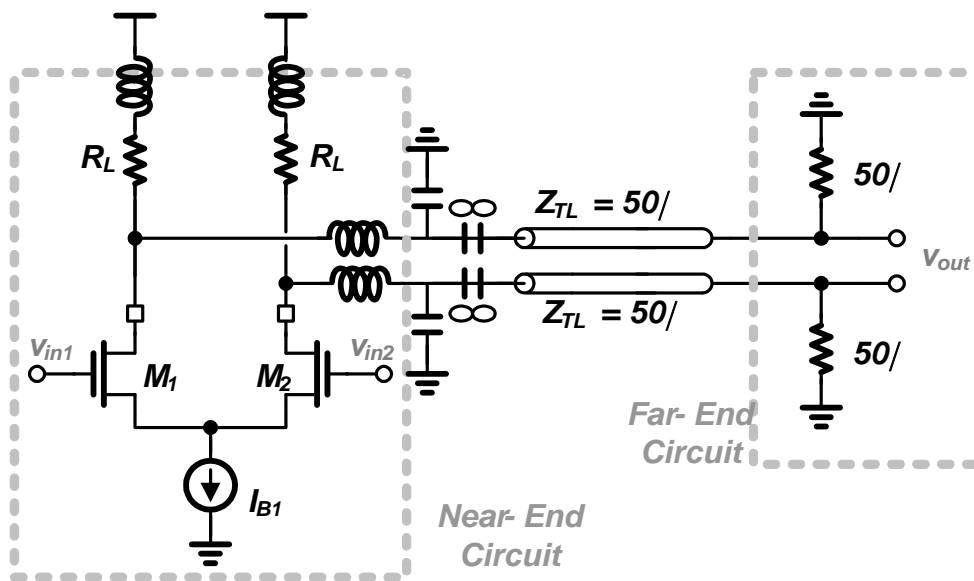 R_L
R_L
Z_TL = 50/
50/
v_out
Z_TL = 50/
v_in1
v_in2
M_1
M_2
50/
Far- End
Circuit
I_B1
Near- End
Circuit